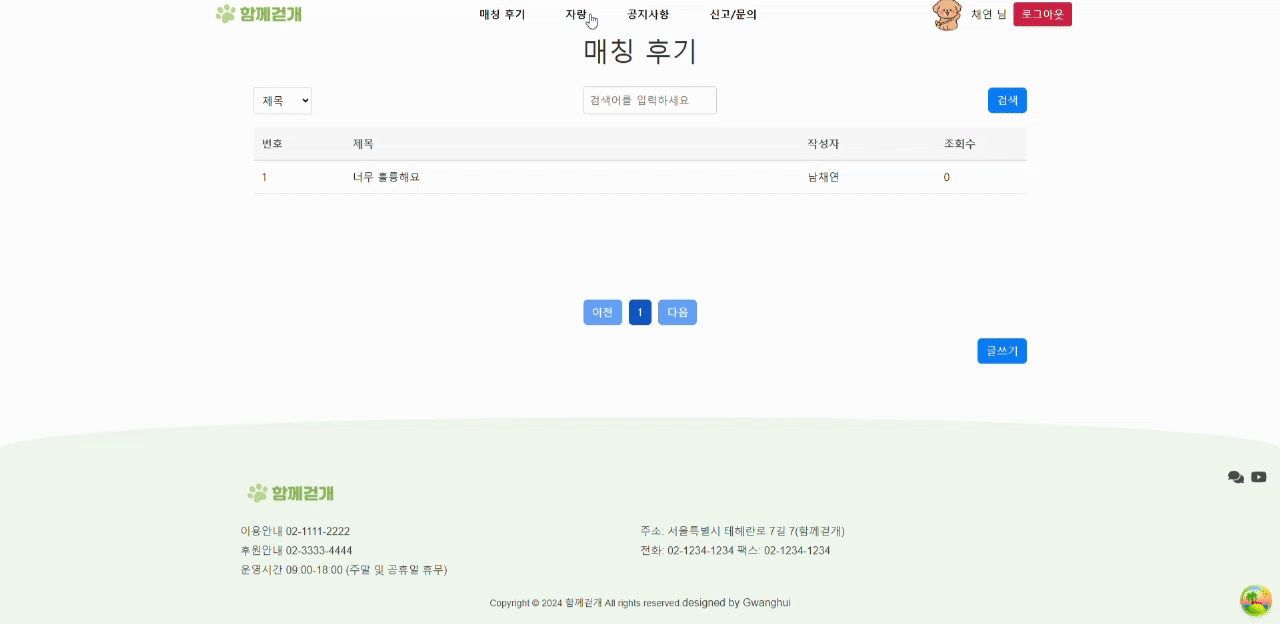 함께걷개 매칭 후기 자랑 공지사항 신고/문의 채연 님 로그아웃
매칭 후기
제목 검색어를 입력하세요 검색
번호 제목 작성자 조회수
1 너무 훌륭해요 남채연 0
이전 1 다음
글쓰기
함께걷개
이용안내 02-1111-2222 주소: 서울특별시 테헤란로 7길 7(함께걷개)
후원안내 02-3333-4444 전화: 02-1234-1234 팩스: 02-1234-1234
운영시간 09:00-18:00 (주말 및 공휴일 휴무)
Copyright © 2024 함께걷개 All rights reserved.designed by Gwanghui